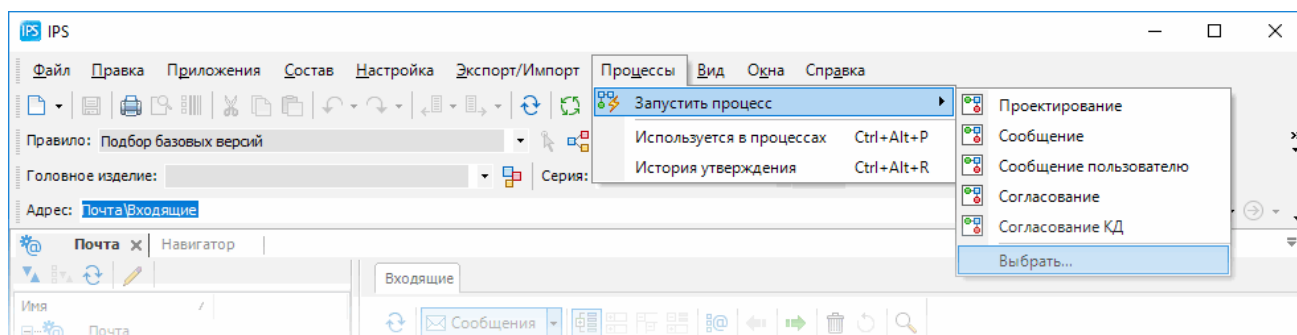 IPS IPS
Файл Правка Приложения Состав Настройка Экспорт/Импорт Процессы Вид Окна Справка
Запустить процесс
Используется в процессах Ctrl+Alt+P
История утверждения Ctrl+Alt+R
Проектирование
Сообщение
Сообщение пользователю
Согласование
Согласование КД
Выбрать...
Правило: Подбор базовых версий
Головное изделие: Серия:
Адрес: Почта\Входящие
Почта Навигатор
Входящие
Имя
Сообщения
Почта